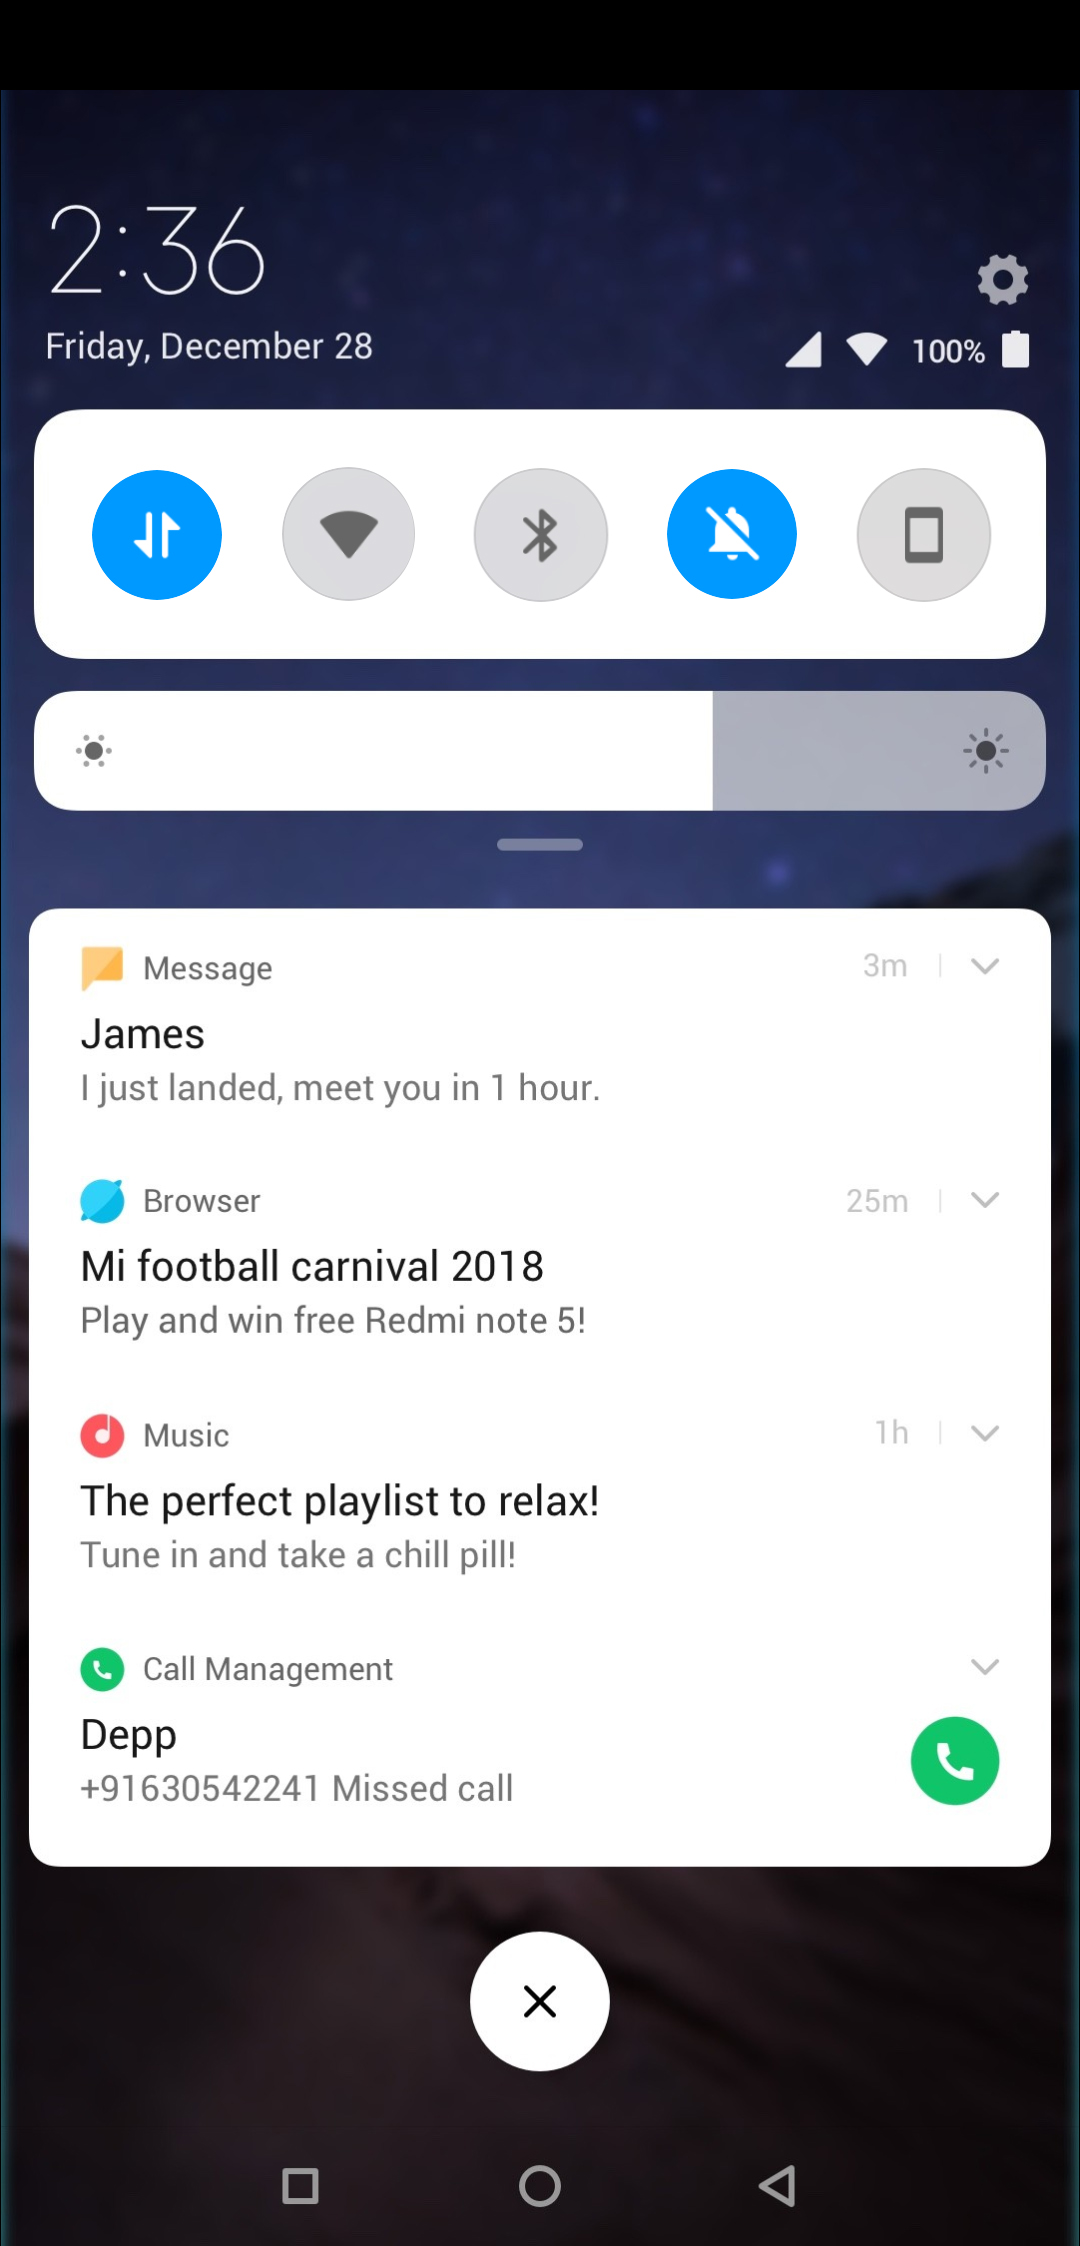 2:36
Friday, December 28
100%
Message
3m
James
I just landed, meet you in 1 hour.
Browser
25m
Mi football carnival 2018
Play and win free Redmi note 5!
Music
1h
The perfect playlist to relax!
Tune in and take a chill pill!
Call Management
Depp
+91630542241 Missed call